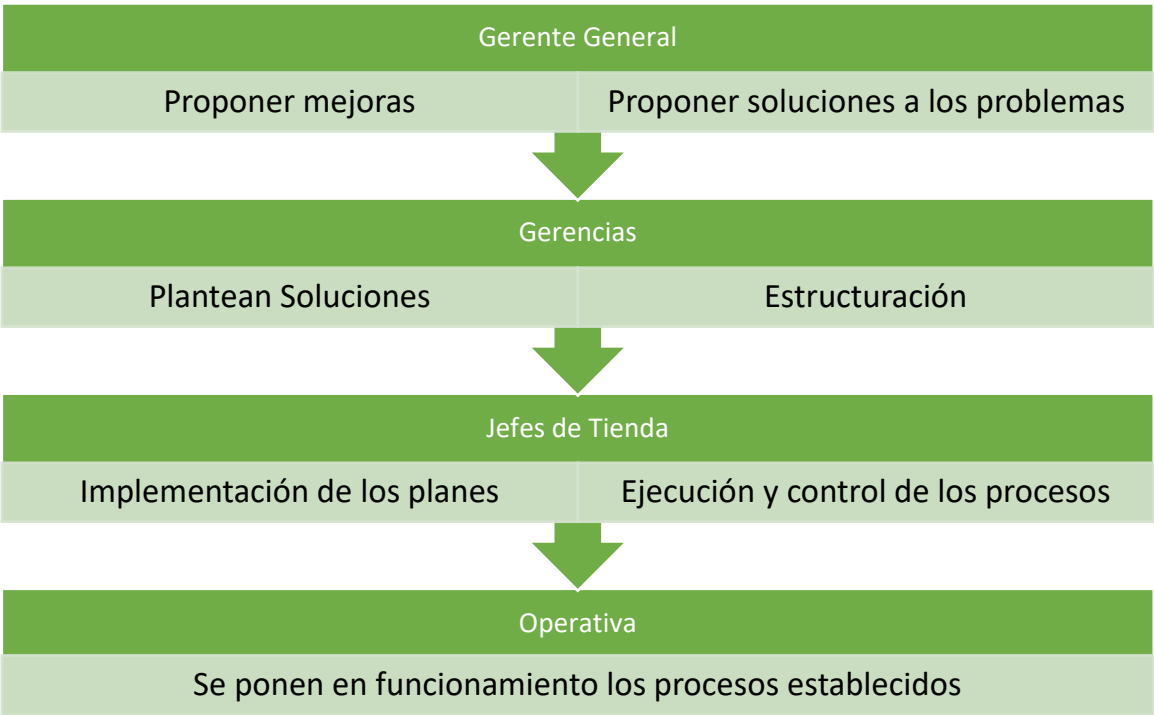 Gerente General
Proponer mejoras
Proponer soluciones a los problemas
Gerencias
Plantean Soluciones
Estructuración
Jefes de Tienda
Implementación de los planes
Ejecución y control de los procesos
Operativa
Se ponen en funcionamiento los procesos establecidos